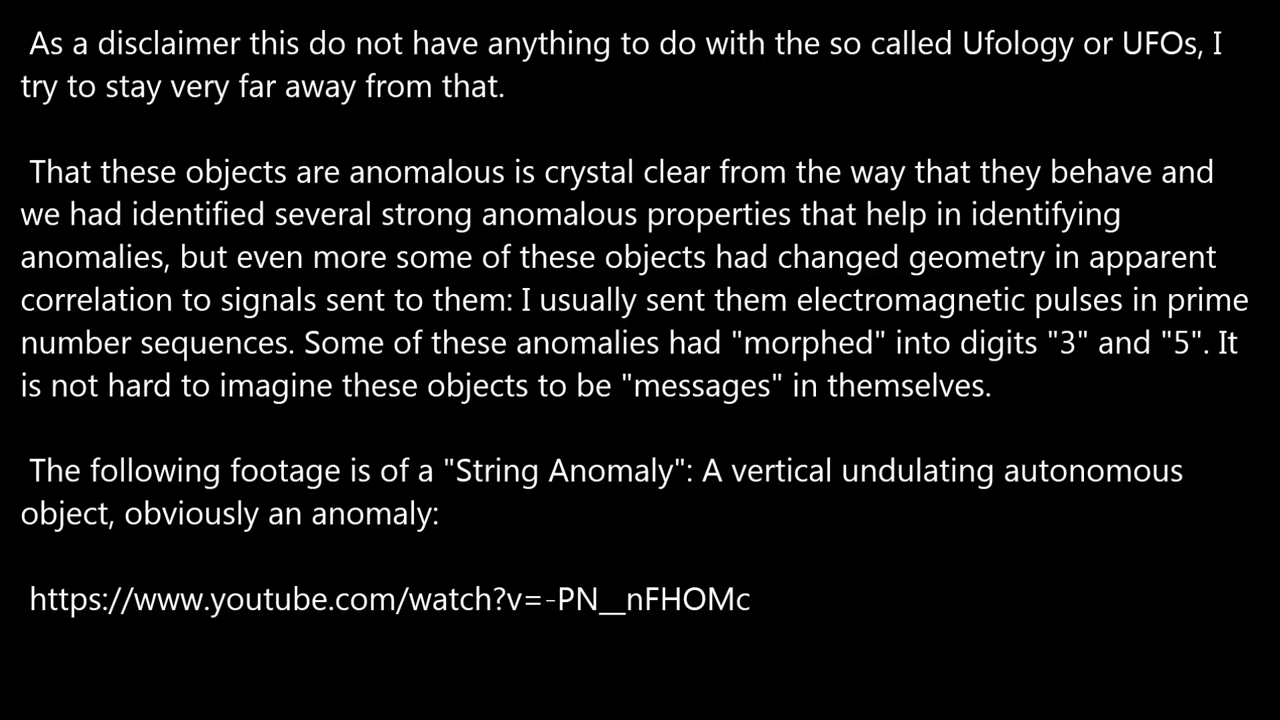 As a disclaimer this do not have anything to do with the so called Ufology or UFOs, I
try to stay very far away from that.
That these objects are anomalous is crystal clear from the way that they behave and
we had identified several strong anomalous properties that help in identifying
anomalies, but even more some of these objects had changed geometry in apparent
correlation to signals sent to them: I usually sent them electromagnetic pulses in prime
number sequences. Some of these anomalies had "morphed" into digits "3" and "5". It
is not hard to imagine these objects to be "messages" in themselves.
The following footage is of a "String Anomaly": A vertical undulating autonomous
object, obviously an anomaly:
https://www.youtube.com/watch?v=-PN__nFHOMc